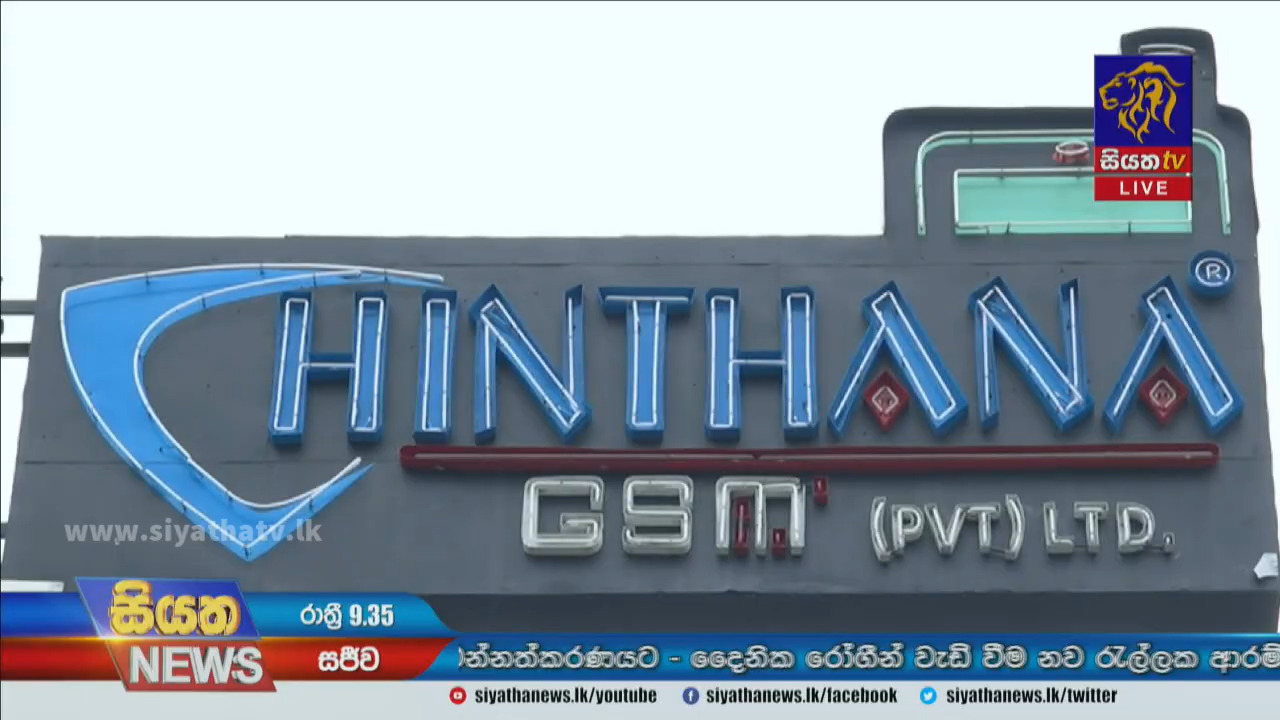 සියත tv
LIVE
CHINTHANA ®
GSM (PVT) LTD.
www.siyathatv.lk
සියත
NEWS
රාත්‍රී 9.35
සජීව
න්නත්කරණයට - දෛනික රෝගීන් වැඩි වීම නව රැල්ලක ආරම්
siyathanews.lk/youtube
siyathanews.lk/facebook
siyathanews.lk/twitter